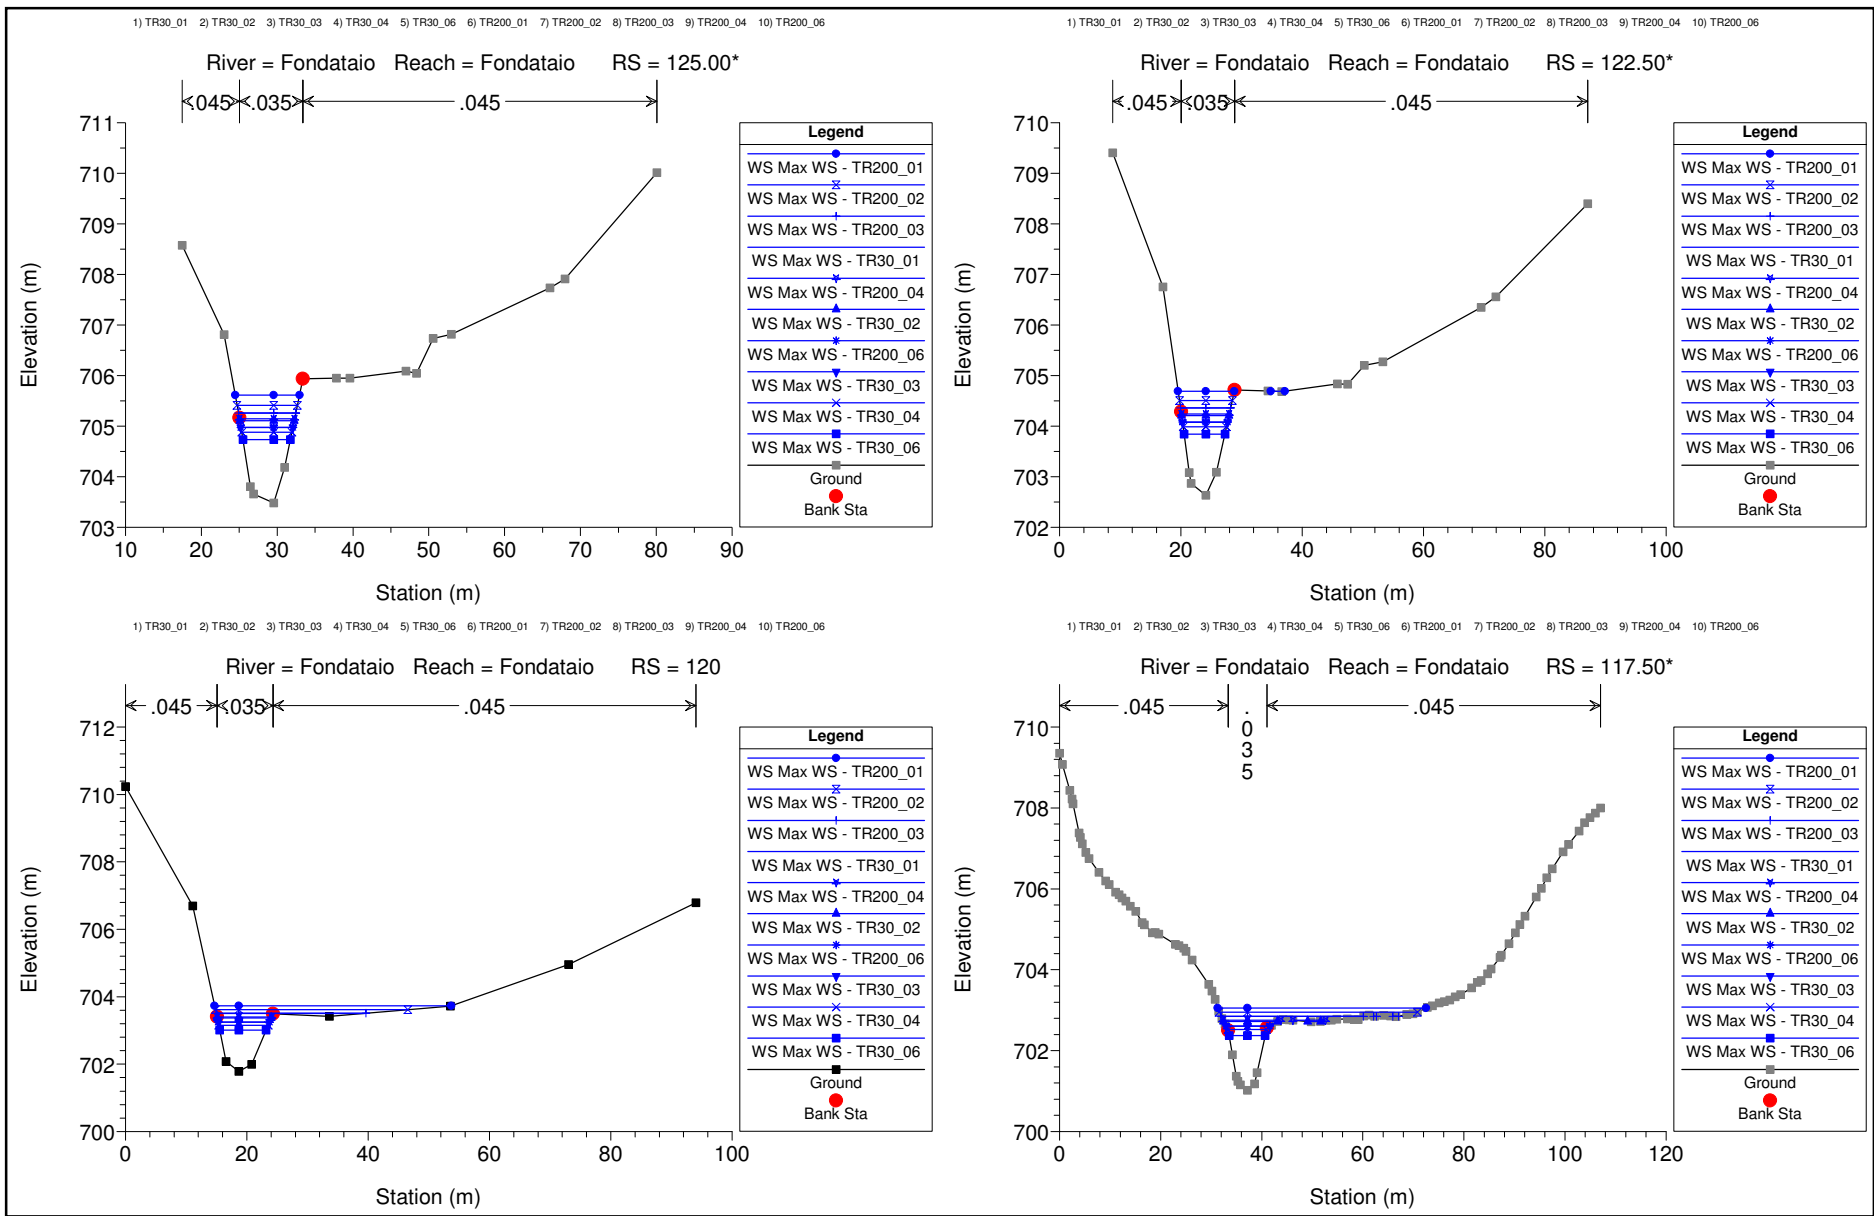 1) TR30_01 2) TR30_02 3) TR30_03 4) TR30_04 5) TR30_06 6) TR200_01 7) TR200_02 8) TR200_03 9) TR200_04 10) TR200_06
River = Fondataio Reach = Fondataio RS = 125.00*
.045 .035 .045
711
710
709
708
707
706
705
704
703
10 20 30 40 50 60 70 80 90
Elevation (m)
Station (m)
Legend
WS Max WS - TR200_01
WS Max WS - TR200_02
WS Max WS - TR200_03
WS Max WS - TR30_01
WS Max WS - TR200_04
WS Max WS - TR30_02
WS Max WS - TR200_06
WS Max WS - TR30_03
WS Max WS - TR30_04
WS Max WS - TR30_06
Ground
Bank Sta
1) TR30_01 2) TR30_02 3) TR30_03 4) TR30_04 5) TR30_06 6) TR200_01 7) TR200_02 8) TR200_03 9) TR200_04 10) TR200_06
River = Fondataio Reach = Fondataio RS = 122.50*
.045 .035 .045
710
709
708
707
706
705
704
703
702
0 20 40 60 80 100
Elevation (m)
Station (m)
Legend
WS Max WS - TR200_01
WS Max WS - TR200_02
WS Max WS - TR200_03
WS Max WS - TR30_01
WS Max WS - TR200_04
WS Max WS - TR30_02
WS Max WS - TR200_06
WS Max WS - TR30_03
WS Max WS - TR30_04
WS Max WS - TR30_06
Ground
Bank Sta
1) TR30_01 2) TR30_02 3) TR30_03 4) TR30_04 5) TR30_06 6) TR200_01 7) TR200_02 8) TR200_03 9) TR200_04 10) TR200_06
River = Fondataio Reach = Fondataio RS = 120
.045 .035 .045
712
710
708
706
704
702
700
0 20 40 60 80 100
Elevation (m)
Station (m)
Legend
WS Max WS - TR200_01
WS Max WS - TR200_02
WS Max WS - TR200_03
WS Max WS - TR30_01
WS Max WS - TR200_04
WS Max WS - TR30_02
WS Max WS - TR200_06
WS Max WS - TR30_03
WS Max WS - TR30_04
WS Max WS - TR30_06
Ground
Bank Sta
1) TR30_01 2) TR30_02 3) TR30_03 4) TR30_04 5) TR30_06 6) TR200_01 7) TR200_02 8) TR200_03 9) TR200_04 10) TR200_06
River = Fondataio Reach = Fondataio RS = 117.50*
.045 .035 .045
710
708
706
704
702
700
0 20 40 60 80 100 120
Elevation (m)
Station (m)
Legend
WS Max WS - TR200_01
WS Max WS - TR200_02
WS Max WS - TR200_03
WS Max WS - TR30_01
WS Max WS - TR200_04
WS Max WS - TR30_02
WS Max WS - TR200_06
WS Max WS - TR30_03
WS Max WS - TR30_04
WS Max WS - TR30_06
Ground
Bank Sta